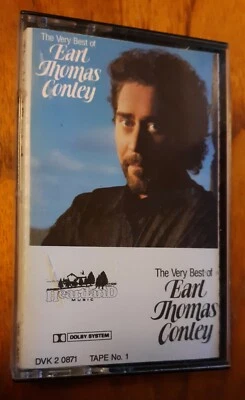 The Very Best of
Earl
Thomas
Conley
The Very Best of
Earl
Thomas
Conley
Heartland
MUSIC
DOLBY SYSTEM
DVK 2 0871 TAPE No. 1